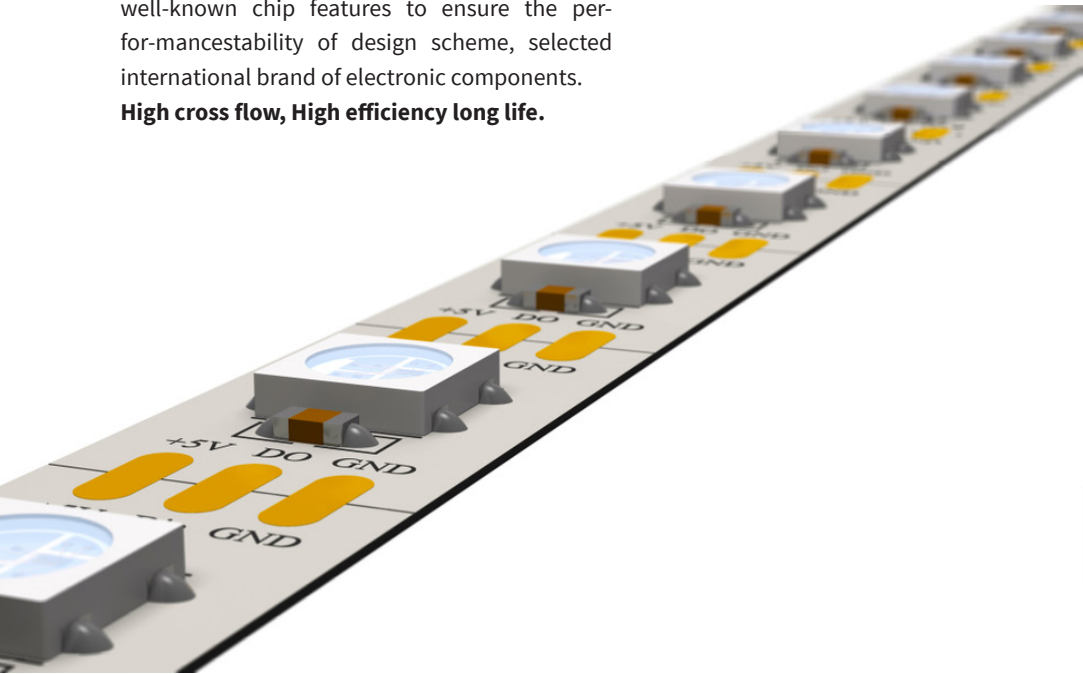 well-known chip features to ensure the per-
for-mancestability of design scheme, selected
international brand of electronic components.
High cross flow, High efficiency long life.
GND
+5V DO GND
GND
+5V DO GND
GND
+5V DO GND
GND